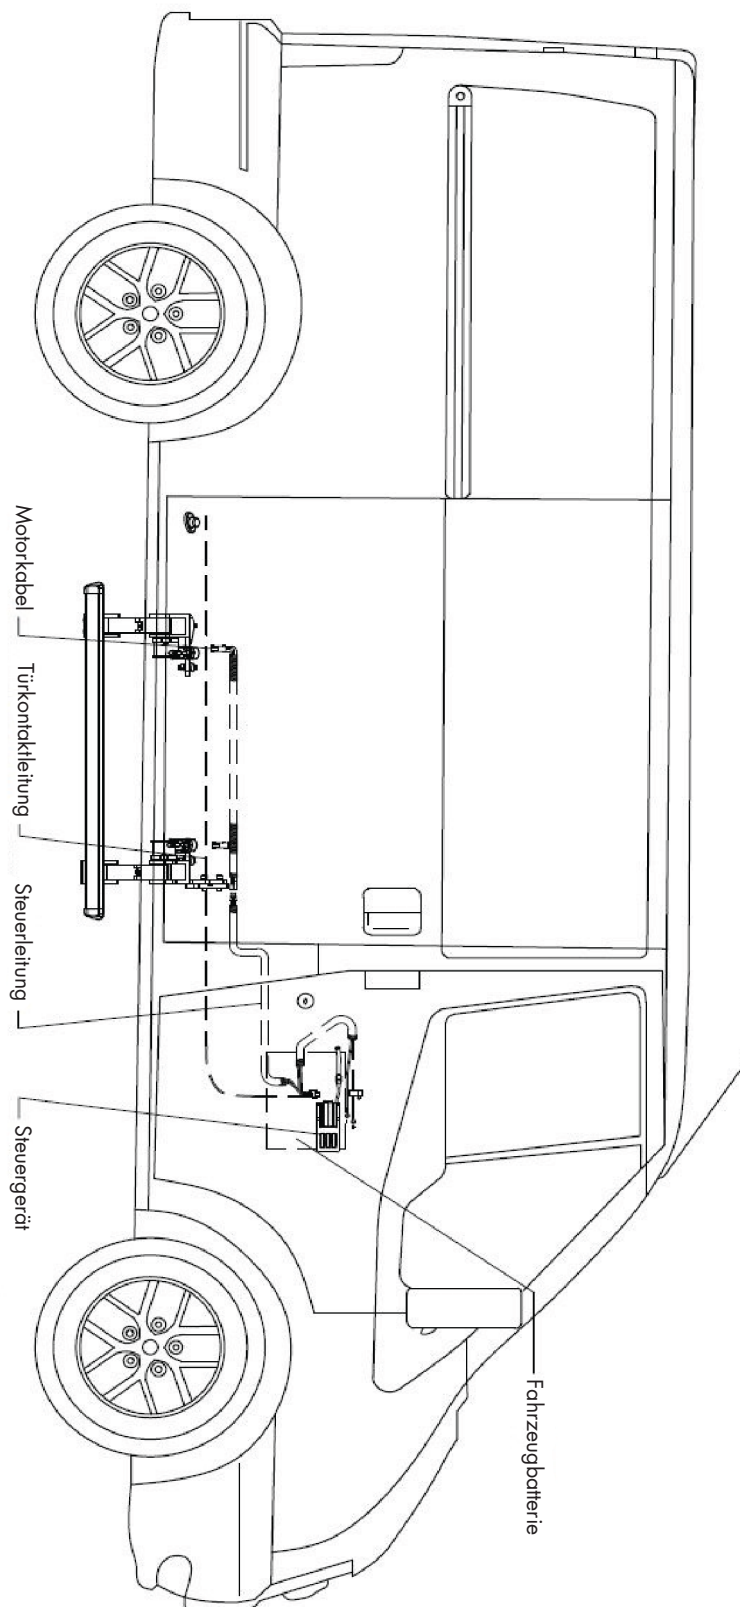 Motorkabel
Türkontaktleitung
Steuerleitung
Steuergerät
Fahrzeugbatterie